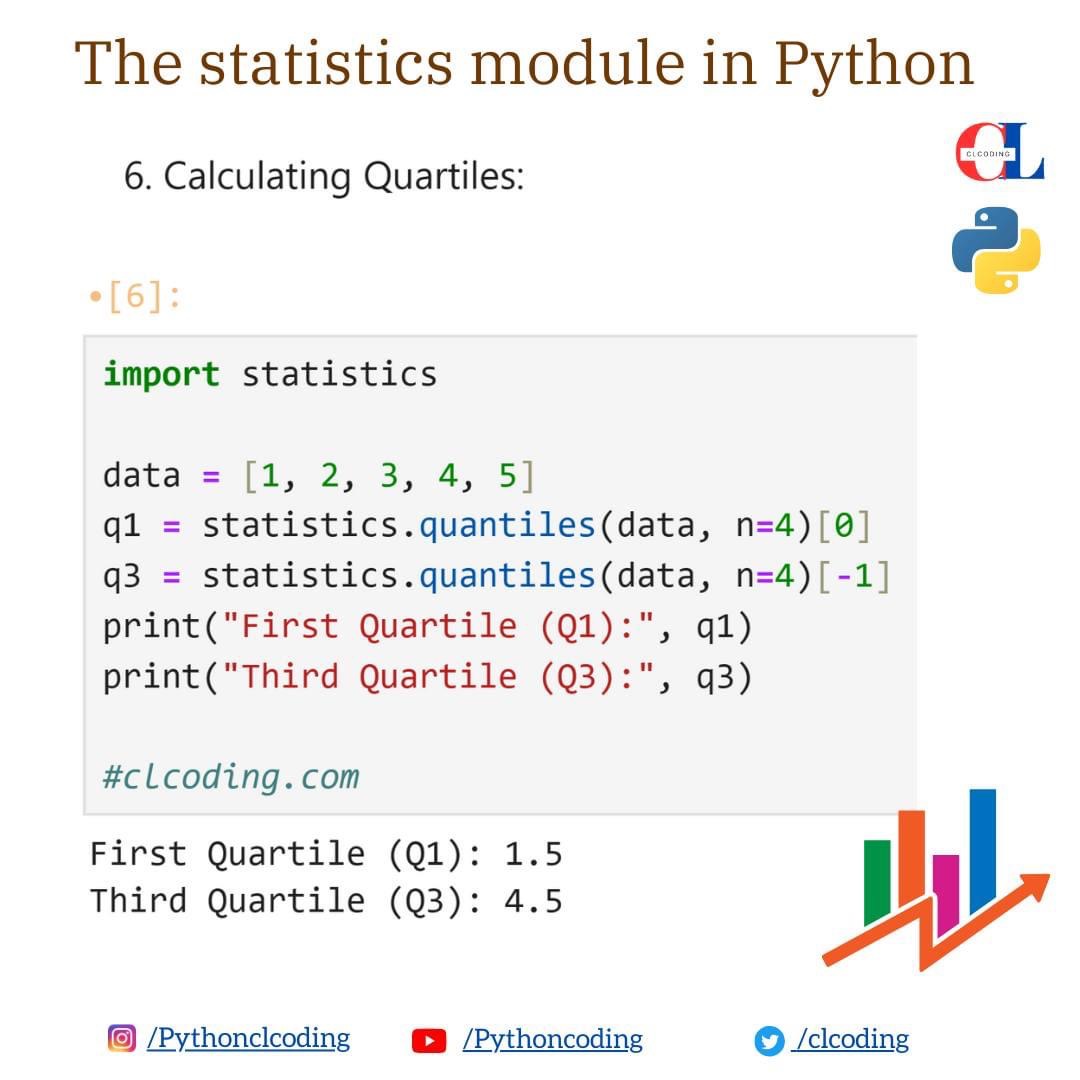 The statistics module in Python
CL
CLCODING
6. Calculating Quartiles:
•[6]:
import statistics
data = [1, 2, 3, 4, 5]
q1 = statistics.quantiles(data, n=4)[0]
q3 = statistics.quantiles(data, n=4)[-1]
print("First Quartile (Q1):", q1)
print("Third Quartile (Q3):", q3)
#clcoding.com
First Quartile (Q1): 1.5
Third Quartile (Q3): 4.5
/Pythonclcoding /Pythoncoding /clcoding